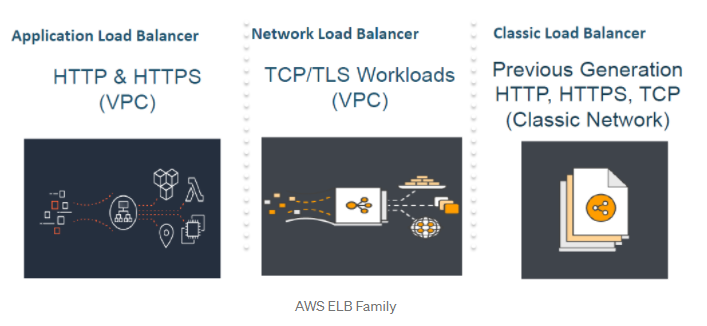 Application Load Balancer
HTTP & HTTPS
(VPC)
Network Load Balancer
TCP/TLS Workloads
(VPC)
Classic Load Balancer
Previous Generation
HTTP, HTTPS, TCP
(Classic Network)
AWS ELB Family